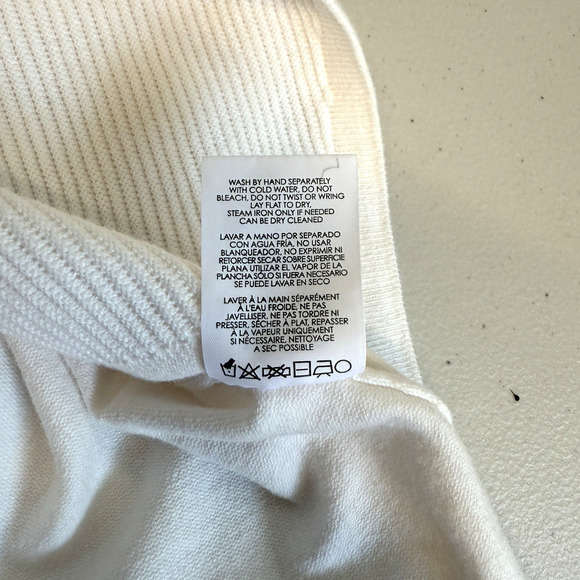 WASH BY HAND SEPARATELY
WITH COLD WATER, DO NOT
BLEACH, DO NOT TWIST OR WRING
LAY FLAT TO DRY,
STEAM IRON ONLY IF NEEDED
CAN BE DRY CLEANED
LAVAR A MANO POR SEPARADO
CON AGUA FRÍA, NO USAR
BLANQUEADOR, NO EXPRIMIR NI
RETORCER SECAR SOBRE SUPERFICIE
PLANA UTILIZAR EL VAPOR DE LA
PLANCHA SÓLO SI FUERA NECESARIO
SE PUEDE LAVAR EN SECO
LAVER À LA MAIN SÉPARÉMENT
À L'EAU FROIDE, NE PAS
JAVELLISER, NE PAS TORDRE NI
PRESSER, SÉCHER À PLAT, REPASSER
À LA VAPEUR UNIQUEMENT
SI NÉCESSAIRE, NETTOYAGE
A SEC POSSIBLE